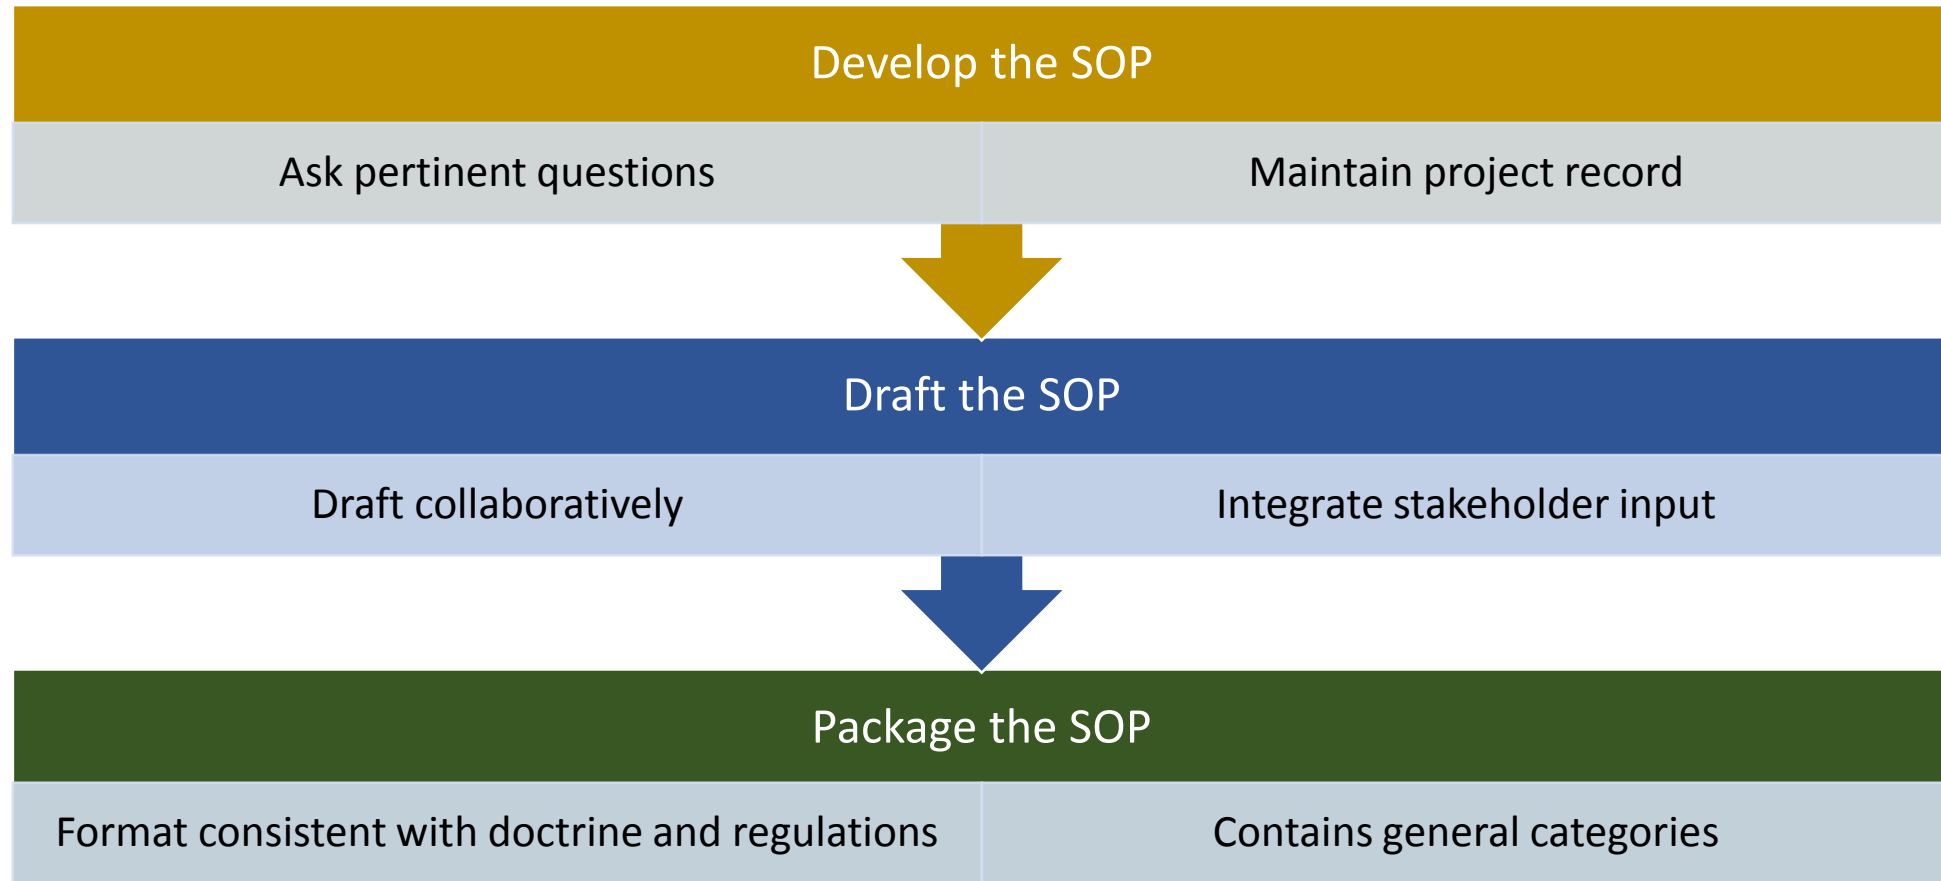 Develop the SOP
Ask pertinent questions
Maintain project record
Draft the SOP
Draft collaboratively
Integrate stakeholder input
Package the SOP
Format consistent with doctrine and regulations
Contains general categories